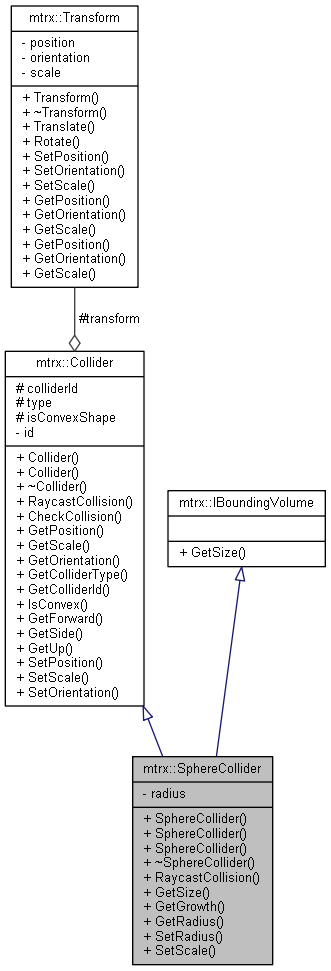 mtrx::Transform
- position
- orientation
- scale
+ Transform()
+ ~Transform()
+ Translate()
+ Rotate()
+ SetPosition()
+ SetOrientation()
+ SetScale()
+ GetPosition()
+ GetOrientation()
+ GetScale()
+ GetPosition()
+ GetOrientation()
+ GetScale()
#transform
mtrx::Collider
# colliderId
# type
# isConvexShape
- id
+ Collider()
+ Collider()
+ ~Collider()
+ RaycastCollision()
+ CheckCollision()
+ GetPosition()
+ GetScale()
+ GetOrientation()
+ GetColliderType()
+ GetColliderId()
+ IsConvex()
+ GetForward()
+ GetSide()
+ GetUp()
+ SetPosition()
+ SetScale()
+ SetOrientation()
mtrx::IBoundingVolume
+ GetSize()
mtrx::SphereCollider
- radius
+ SphereCollider()
+ SphereCollider()
+ SphereCollider()
+ ~SphereCollider()
+ RaycastCollision()
+ GetSize()
+ GetGrowth()
+ GetRadius()
+ SetRadius()
+ SetScale()